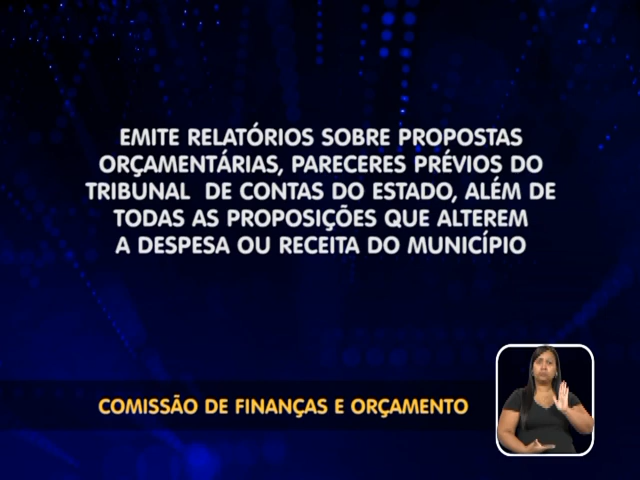 EMITE RELATÓRIOS SOBRE PROPOSTAS
ORÇAMENTÁRIAS, PARECERES PRÉVIOS DO
TRIBUNAL DE CONTAS DO ESTADO, ALÉM DE
TODAS AS PROPOSIÇÕES QUE ALTEREM
A DESPESA OU RECEITA DO MUNICÍPIO
COMISSÃO DE FINANÇAS E ORÇAMENTO